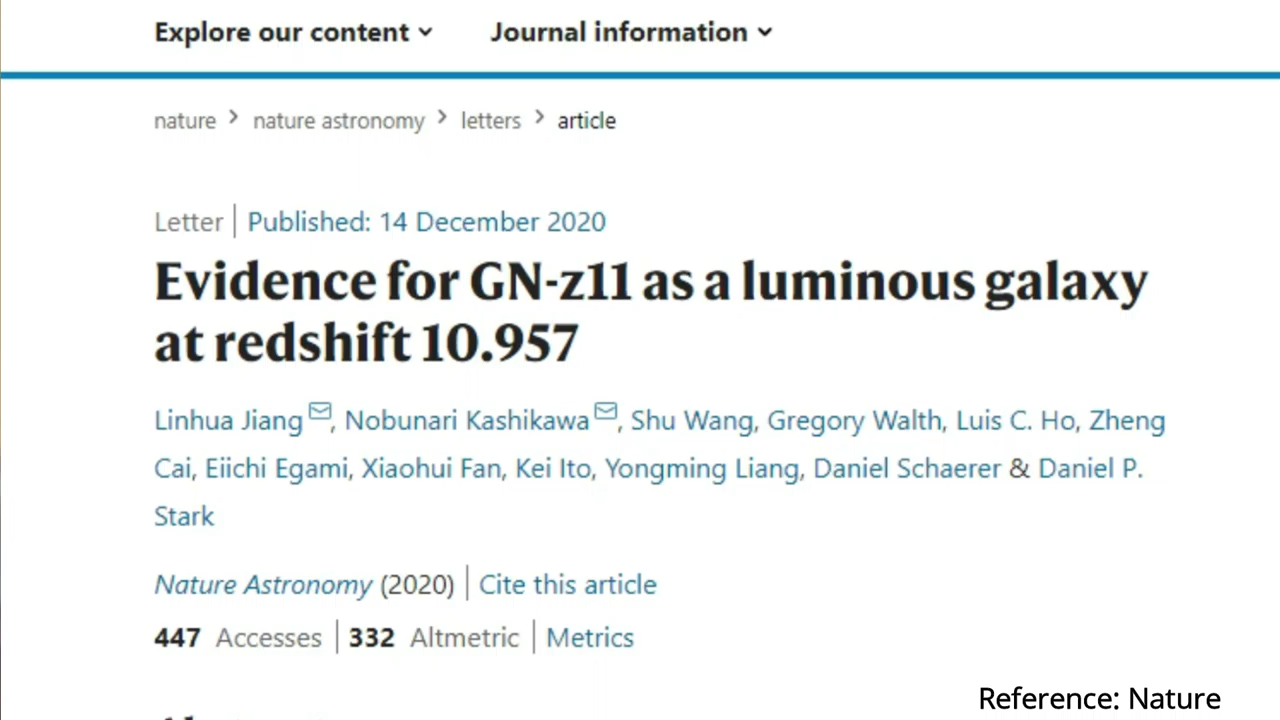 Explore our content Journal information
nature > nature astronomy > letters > article
Letter | Published: 14 December 2020
Evidence for GN-z11 as a luminous galaxy
at redshift 10.957
Linhua Jiang, Nobunari Kashikawa, Shu Wang, Gregory Walth, Luis C. Ho, Zheng
Cai, Eiichi Egami, Xiaohui Fan, Kei Ito, Yongming Liang, Daniel Schaerer & Daniel P.
Stark
Nature Astronomy (2020) | Cite this article
447 Accesses | 332 Altmetric | Metrics
Reference: Nature